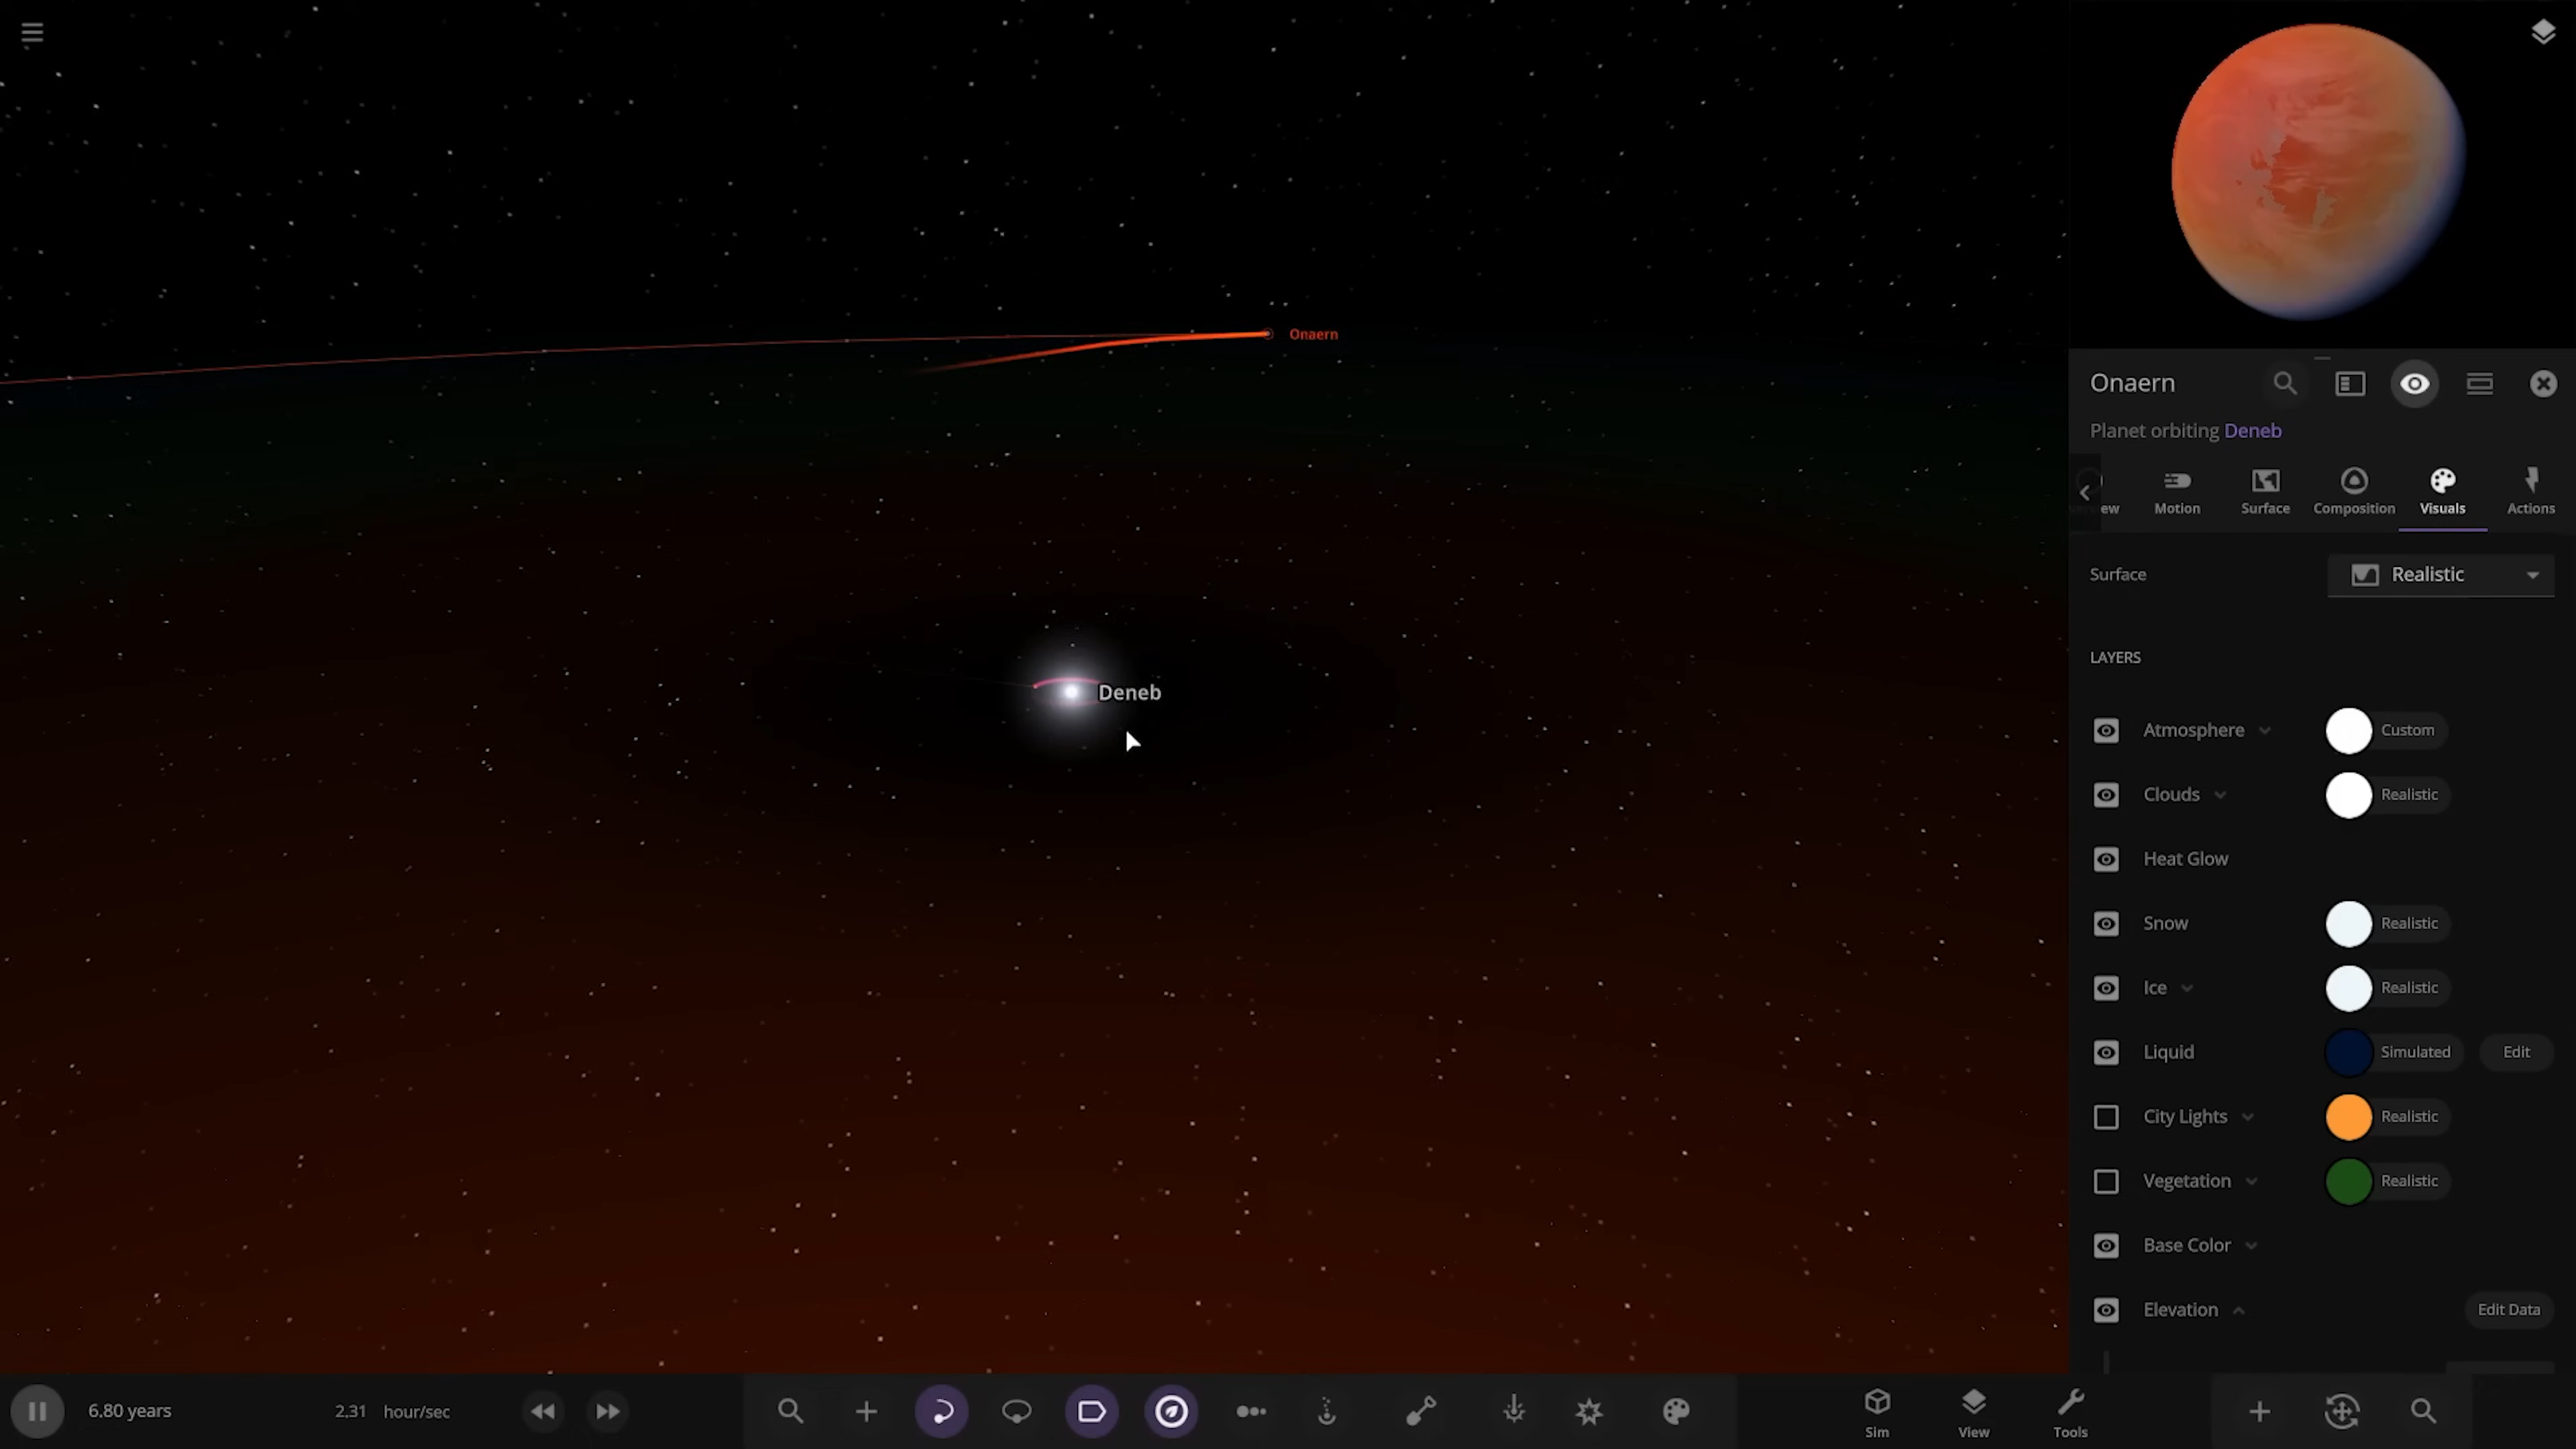 Onaern
Deneb
Onaern
Planet orbiting Deneb
ew
Motion
Surface
Composition
Visuals
Actions
Surface
Realistic
LAYERS
Atmosphere
Custom
Clouds
Realistic
Heat Glow
Snow
Realistic
Ice
Realistic
Liquid
Simulated
Edit
City Lights
Realistic
Vegetation
Realistic
Base Color
Elevation
Edit Data
6.80 years
2.31 hour/sec
Sim
View
Tools